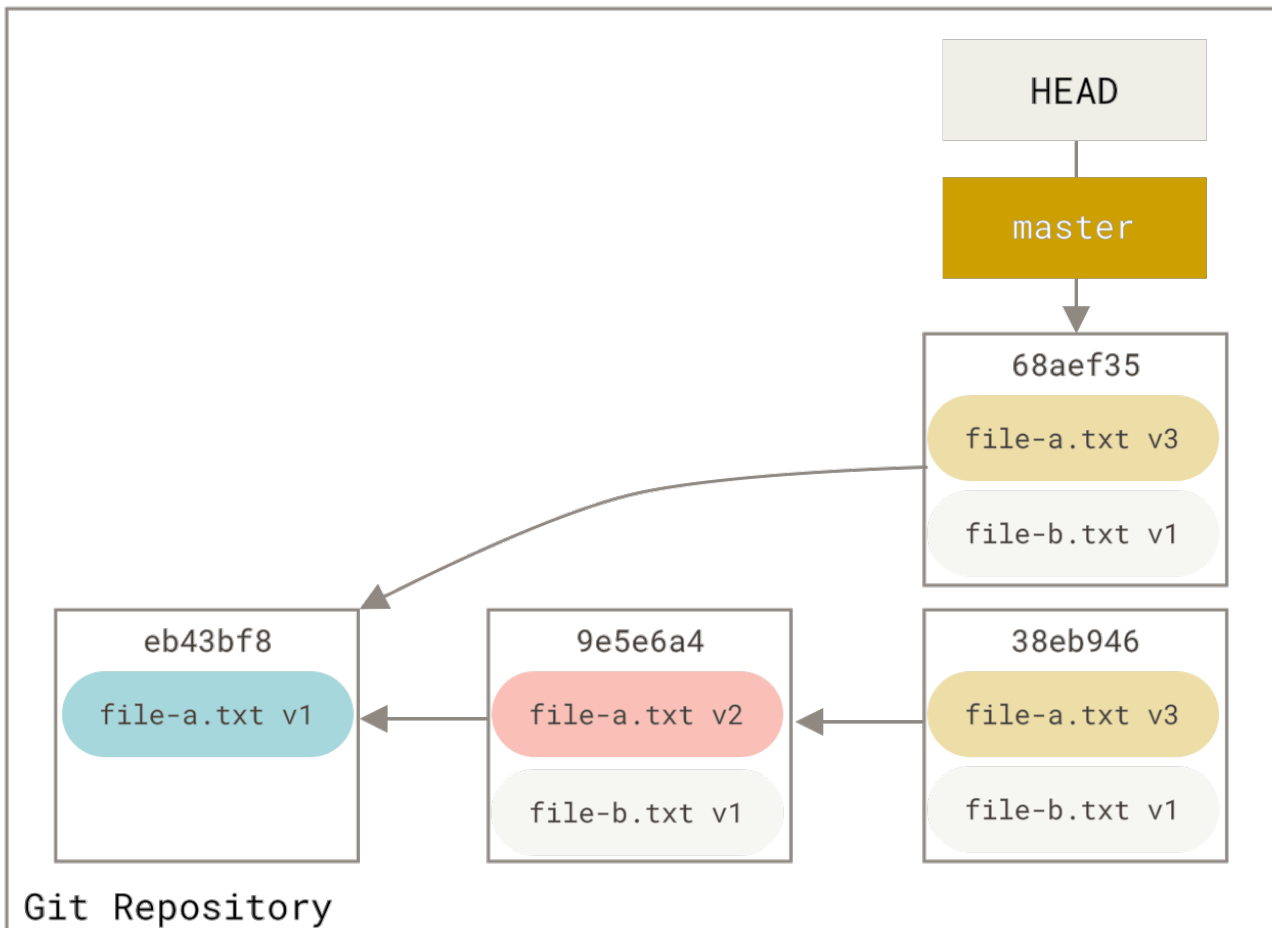 HEAD
master
68aef35
file-a.txt v3
file-b.txt v1
eb43bf8
file-a.txt v1
9e5e6a4
file-a.txt v2
file-b.txt v1
38eb946
file-a.txt v3
file-b.txt v1
Git Repository